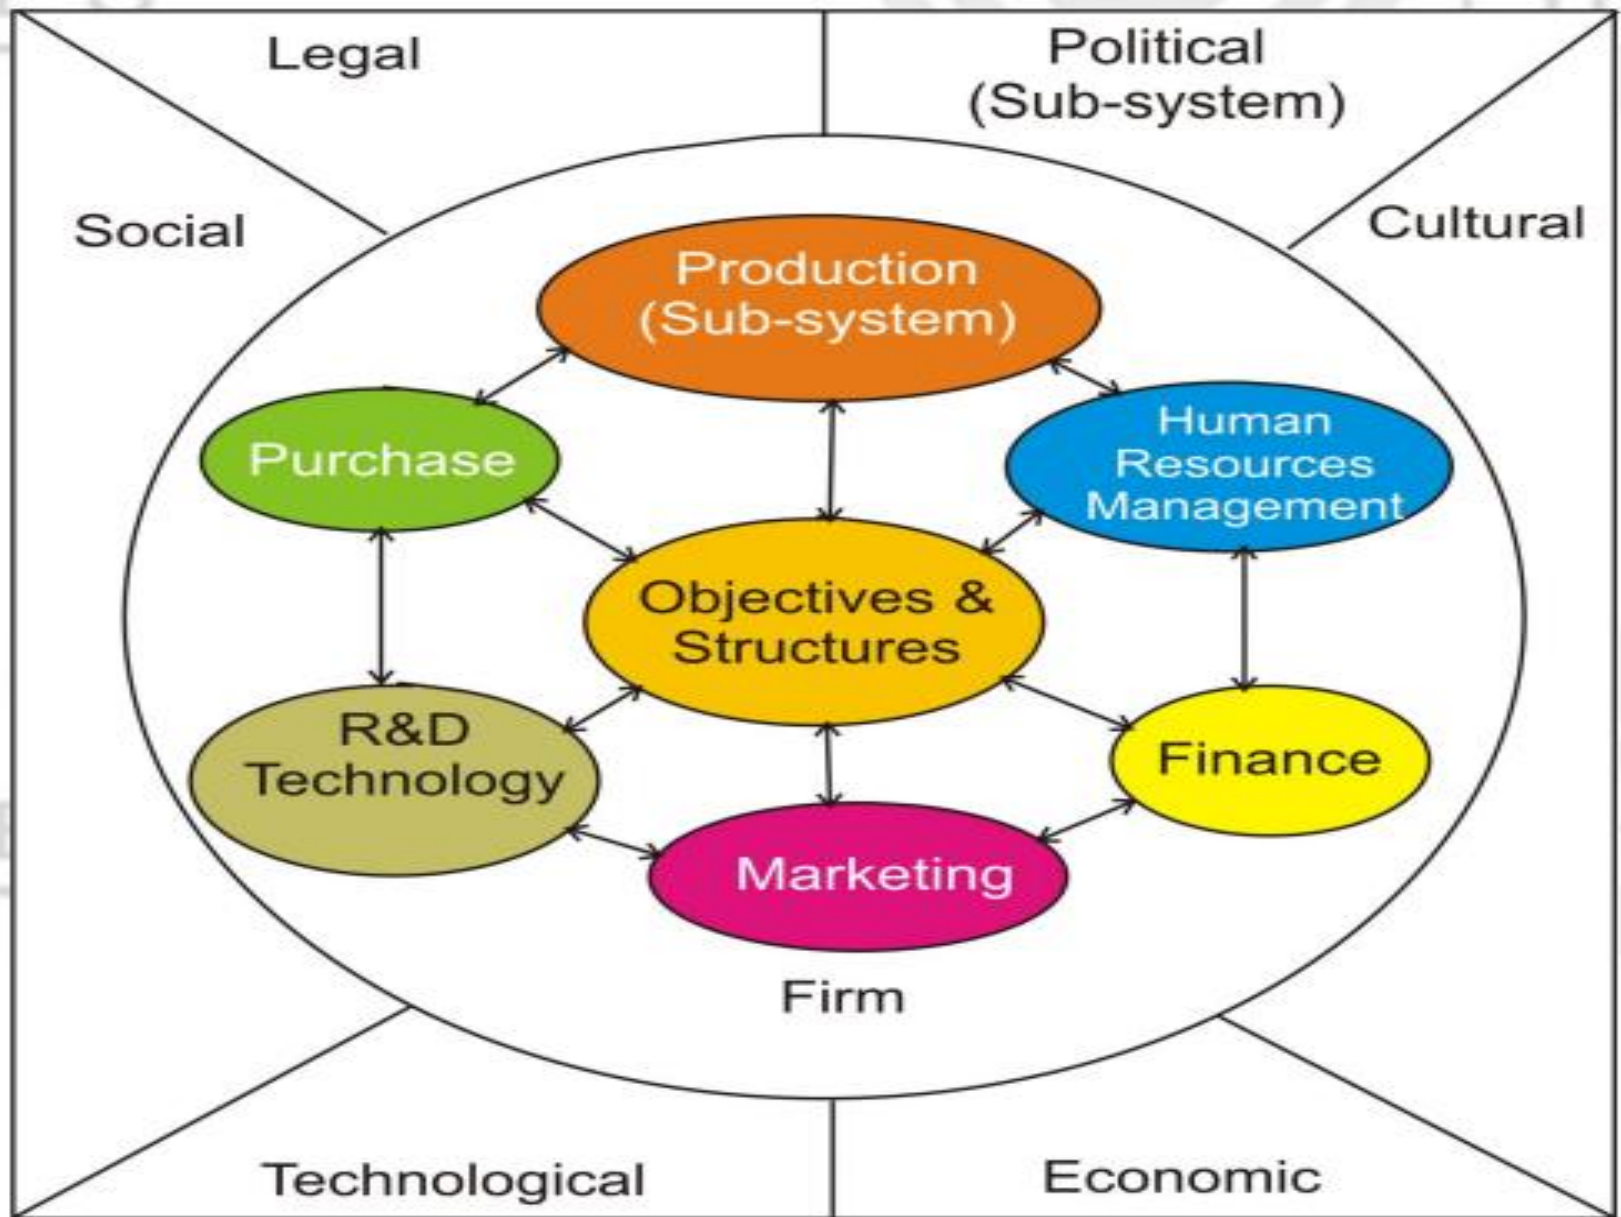 Legal
Political
(Sub-system)
Social
Cultural
Production
(Sub-system)
Purchase
Human
Resources
Management
Objectives &
Structures
R&D
Technology
Finance
Marketing
Firm
Technological
Economic